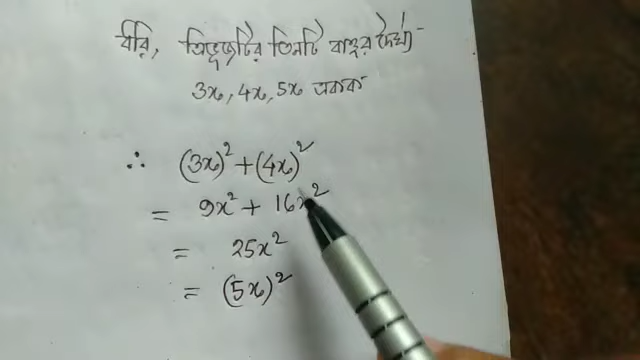 ধরি, ত্রিভুজটির তিনটি বাহুর দৈর্ঘ্য
3x, 4x, 5x একক
∴ (3x)² + (4x)²
= 9x² + 16x²
= 25x²
= (5x)²